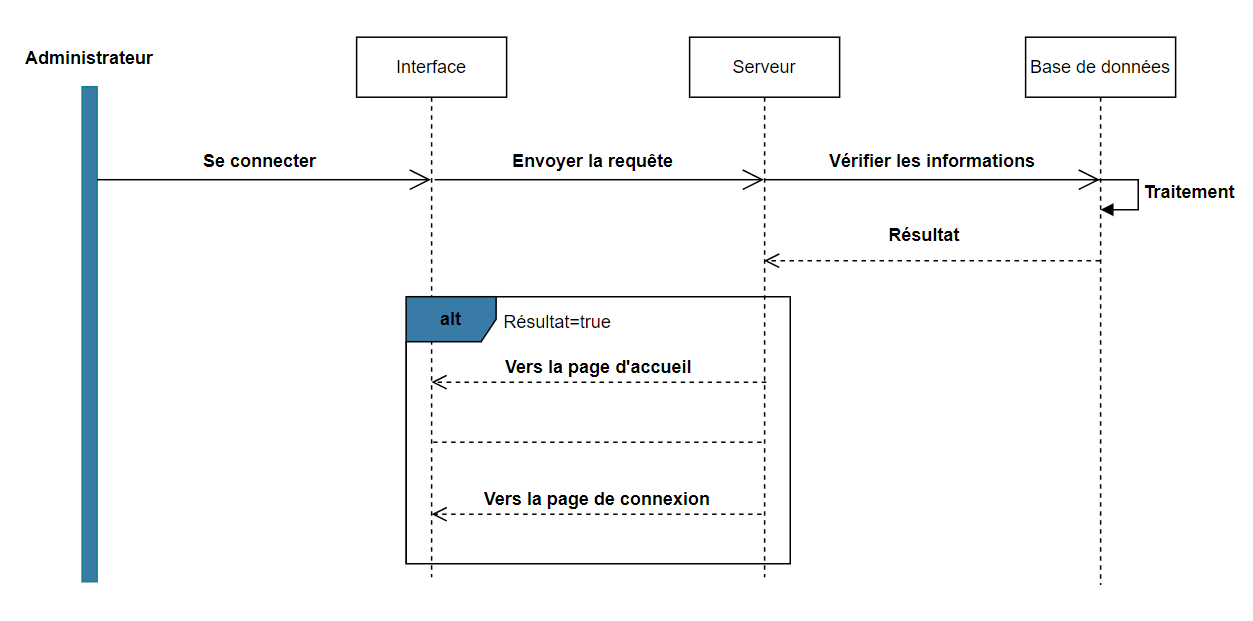 Administrateur
Interface
Serveur
Base de données
Se connecter
Envoyer la requête
Vérifier les informations
Traitement
Résultat
alt
Résultat=true
Vers la page d'accueil
Vers la page de connexion